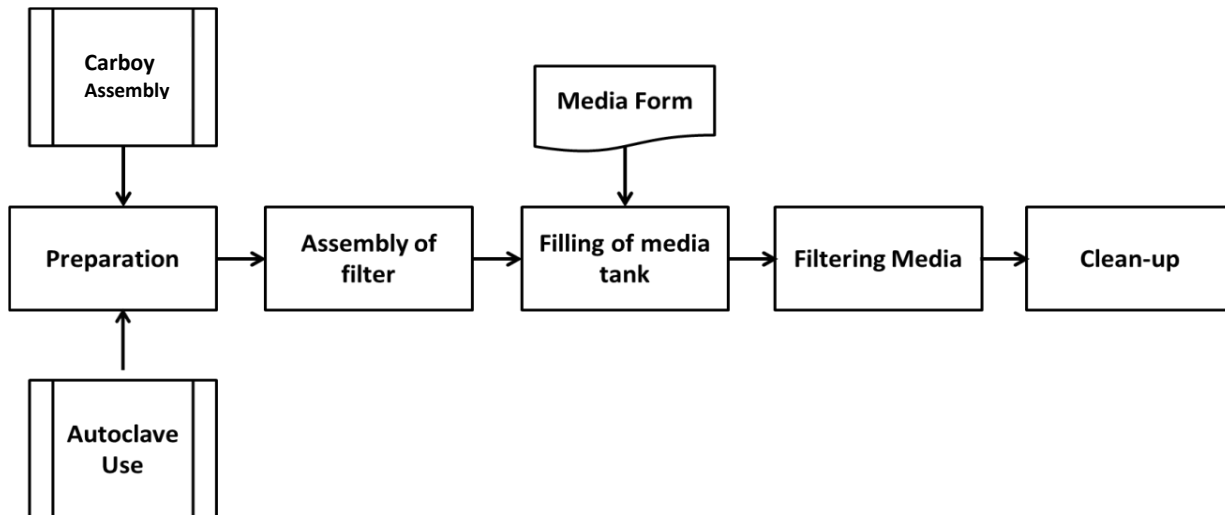 Carboy
Assembly
Media Form
Preparation
Assembly of
filter
Filling of media
tank
Filtering Media
Clean-up
Autoclave
Use